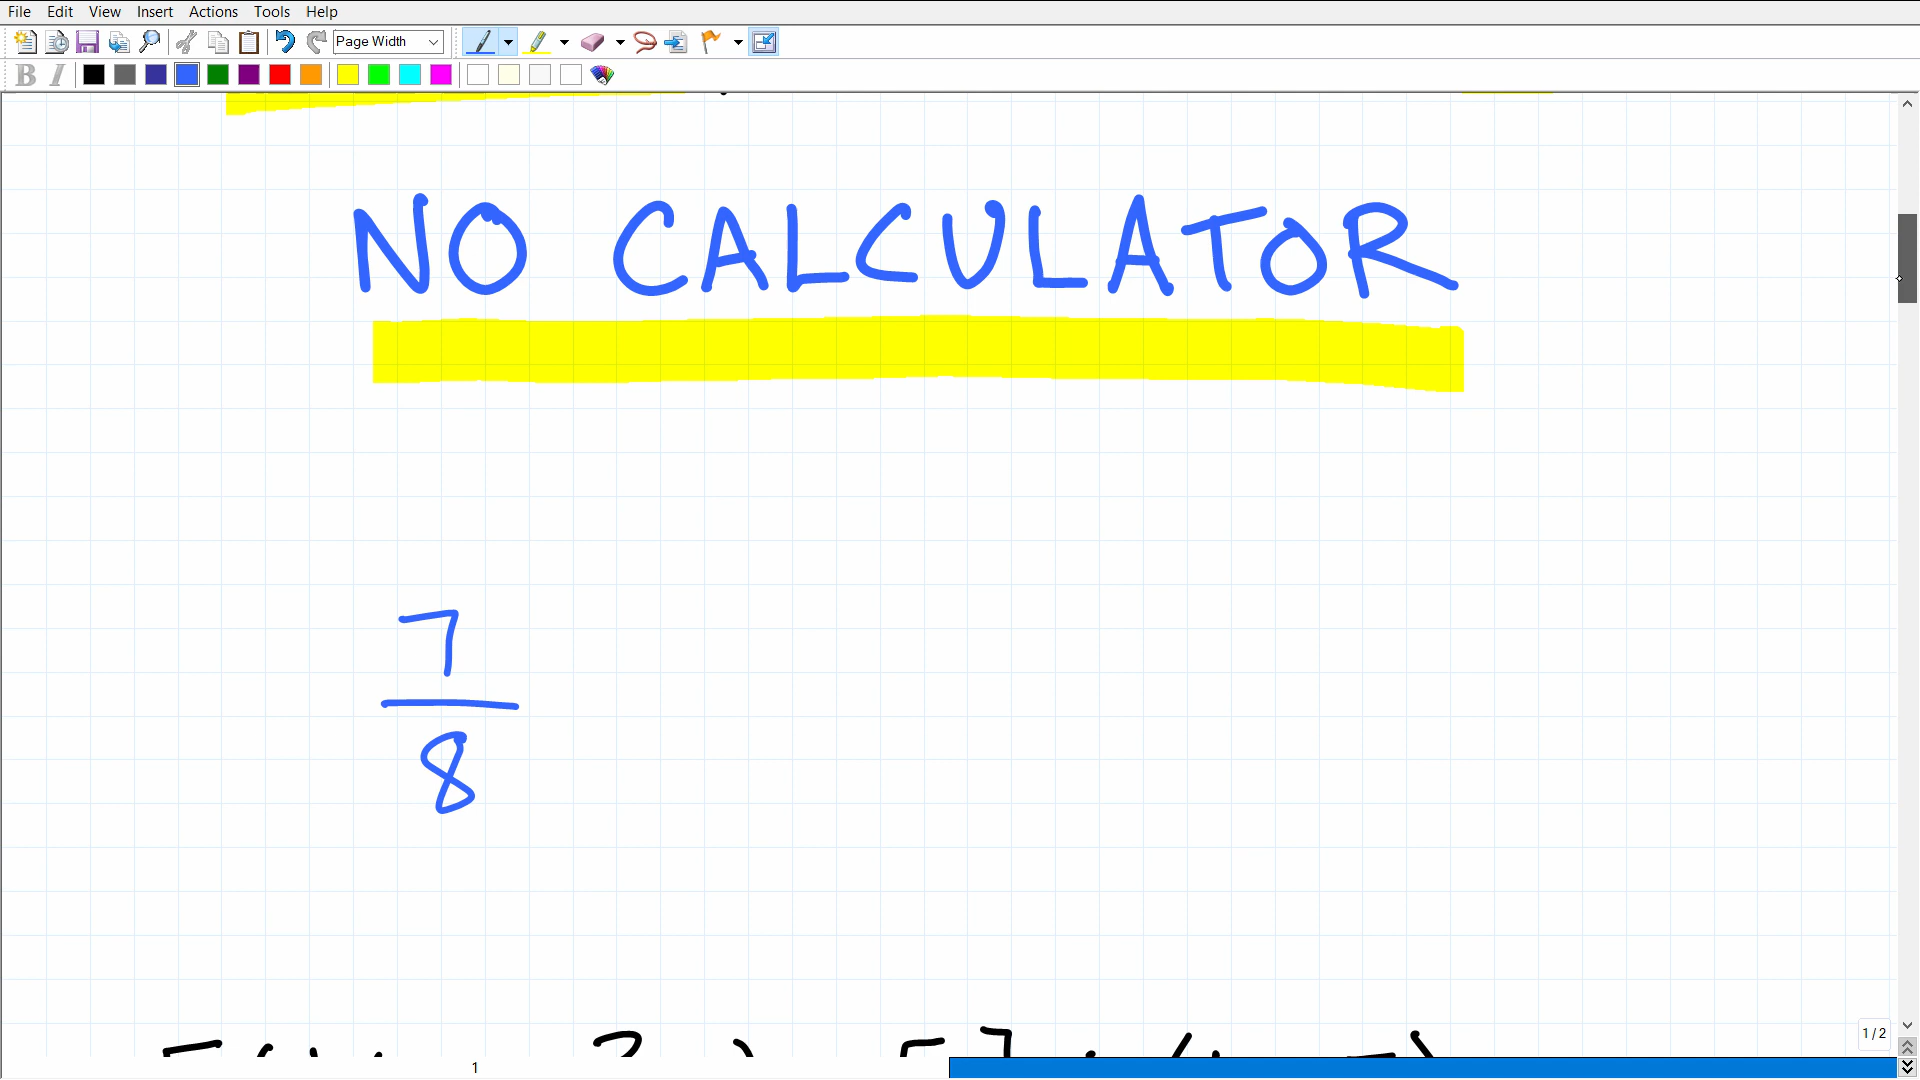 File Edit View Insert Actions Tools Help
Page Width
B I
NO CALCULATOR
7
8
1 / 2
1